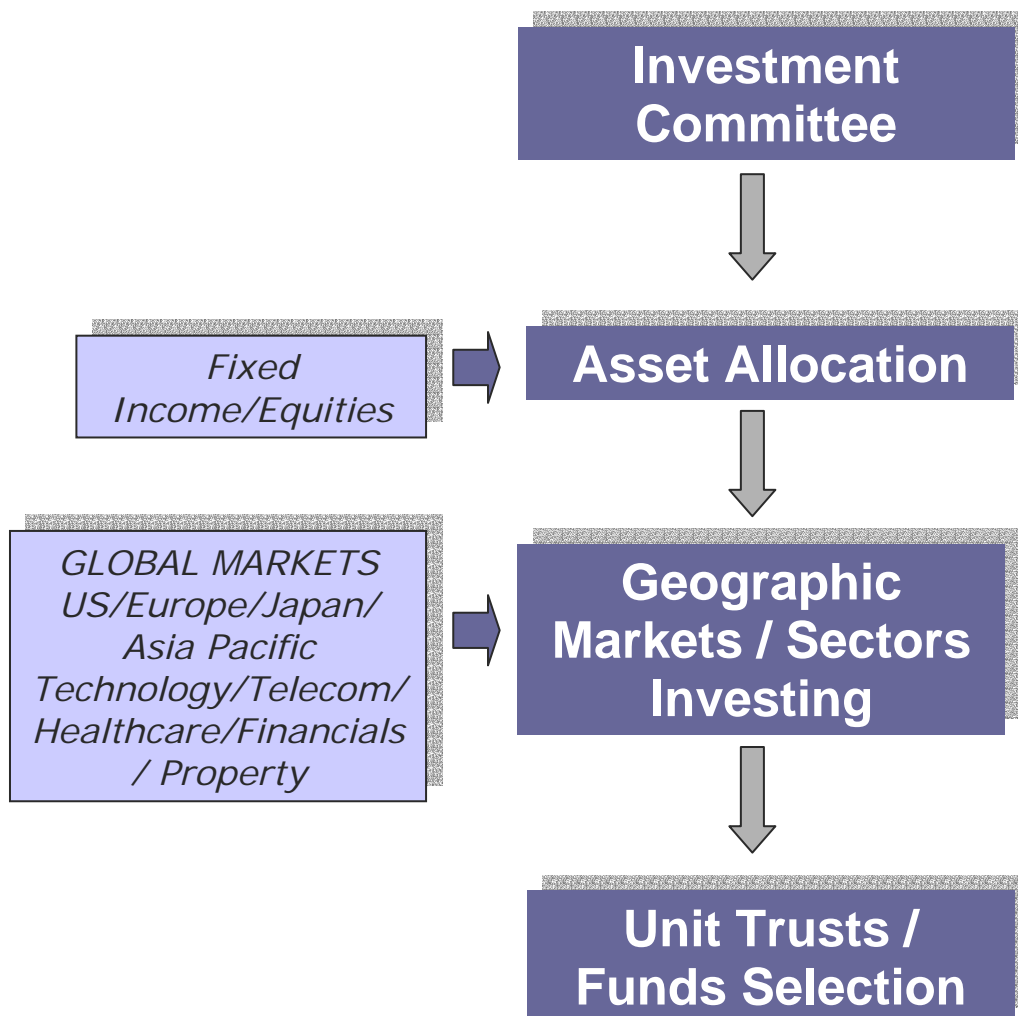 Investment
Committee
Fixed
Income/Equities
Asset Allocation
GLOBAL MARKETS
US/Europe/Japan/
Asia Pacific
Technology/Telecom/
Healthcare/Financials
/ Property
Geographic
Markets / Sectors
Investing
Unit Trusts /
Funds Selection